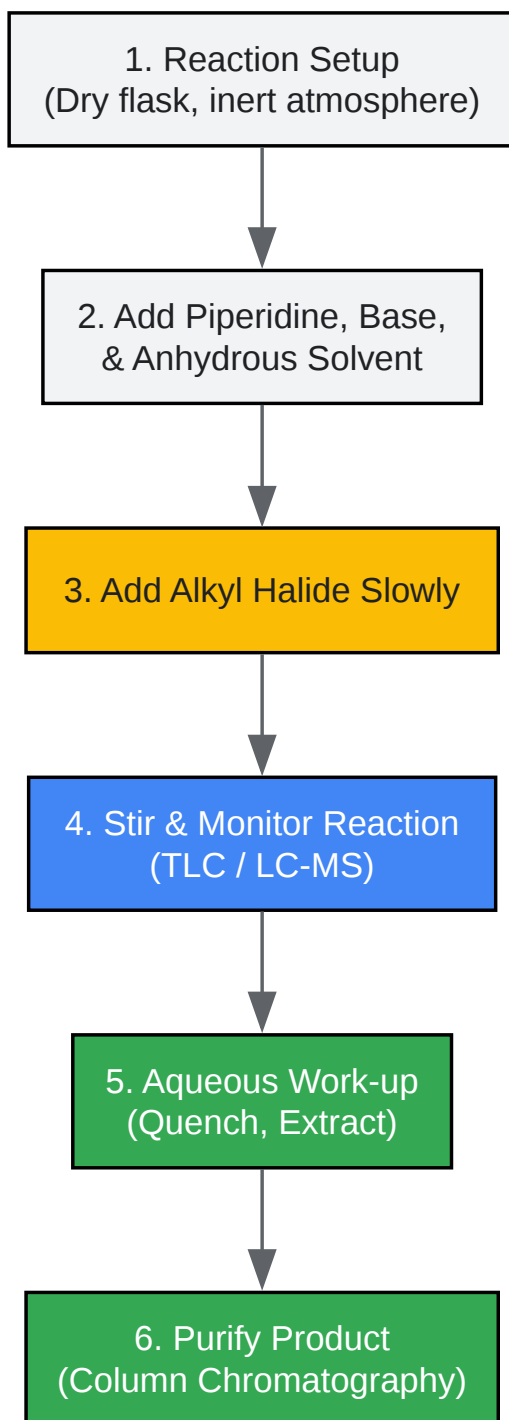 1. Reaction Setup
(Dry flask, inert atmosphere)
2. Add Piperidine, Base,
& Anhydrous Solvent
3. Add Alkyl Halide Slowly
4. Stir & Monitor Reaction
(TLC / LC-MS)
5. Aqueous Work-up
(Quench, Extract)
6. Purify Product
(Column Chromatography)